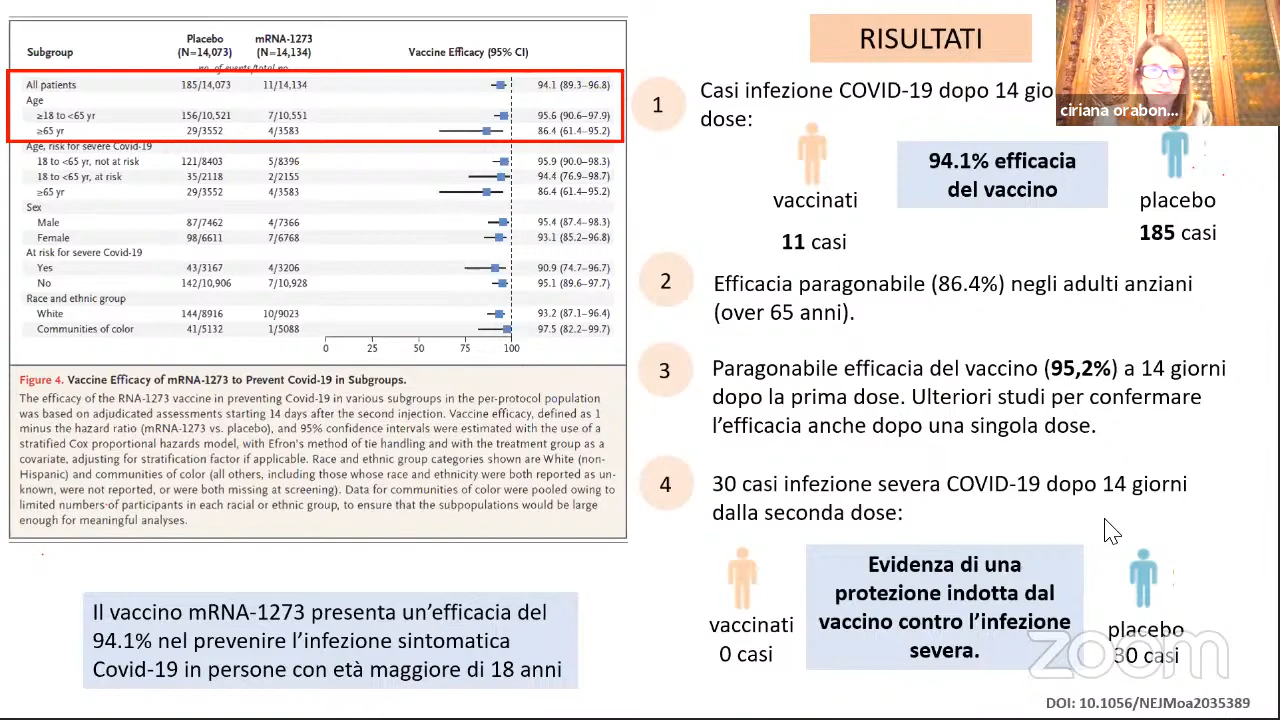 Subgroup
Placebo (N=14,073)
mRNA-1273 (N=14,134)
Vaccine Efficacy (95% CI)
no. of events/total no.
All patients 185/14,073 11/14,134 94.1 (89.3–96.8)
Age
≥18 to <65 yr 156/10,521 7/10,551 95.6 (90.6–97.9)
≥65 yr 29/3552 4/3583 86.4 (61.4–95.2)
Age, risk for severe Covid-19
18 to <65 yr, not at risk 121/8403 5/8396 95.9 (90.0–98.3)
18 to <65 yr, at risk 35/2118 2/2155 94.4 (76.9–98.7)
≥65 yr 29/3552 4/3583 86.4 (61.4–95.2)
Sex
Male 87/7462 4/7366 95.4 (87.4–98.3)
Female 98/6611 7/6768 93.1 (85.2–96.8)
At risk for severe Covid-19
Yes 43/3167 4/3206 90.9 (74.7–96.7)
No 142/10,906 7/10,928 95.1 (89.6–97.7)
Race and ethnic group
White 144/8916 10/9023 93.2 (87.1–96.4)
Communities of color 41/5132 1/5088 97.5 (82.2–99.7)
0 25 50 75 100
Figure 4. Vaccine Efficacy of mRNA-1273 to Prevent Covid-19 in Subgroups.
The efficacy of the RNA-1273 vaccine in preventing Covid-19 in various subgroups in the per-protocol population
was based on adjudicated assessments starting 14 days after the second injection. Vaccine efficacy, defined as 1
minus the hazard ratio (mRNA-1273 vs. placebo), and 95% confidence intervals were estimated with the use of a
stratified Cox proportional hazards model, with Efron's method of tie handling and with the treatment group as a
covariate, adjusting for stratification factor if applicable. Race and ethnic group categories shown are White (non-
Hispanic) and communities of color (all others, including those whose race and ethnicity were both reported as un-
known, were not reported, or were both missing at screening). Data for communities of color were pooled owing to
limited numbers of participants in each racial or ethnic group, to ensure that the subpopulations would be large
enough for meaningful analyses.
Il vaccino mRNA-1273 presenta un'efficacia del
94.1% nel prevenire l'infezione sintomatica
Covid-19 in persone con età maggiore di 18 anni
RISULTATI
ciriana orabon...
1
Casi infezione COVID-19 dopo 14 gio
dose:
94.1% efficacia
del vaccino
vaccinati
11 casi
placebo
185 casi
2
Efficacia paragonabile (86.4%) negli adulti anziani
(over 65 anni).
3
Paragonabile efficacia del vaccino (95,2%) a 14 giorni
dopo la prima dose. Ulteriori studi per confermare
l'efficacia anche dopo una singola dose.
4
30 casi infezione severa COVID-19 dopo 14 giorni
dalla seconda dose:
Evidenza di una
protezione indotta dal
vaccino contro l'infezione
severa.
vaccinati
0 casi
placebo
30 casi
zoom
DOI: 10.1056/NEJMoa2035389